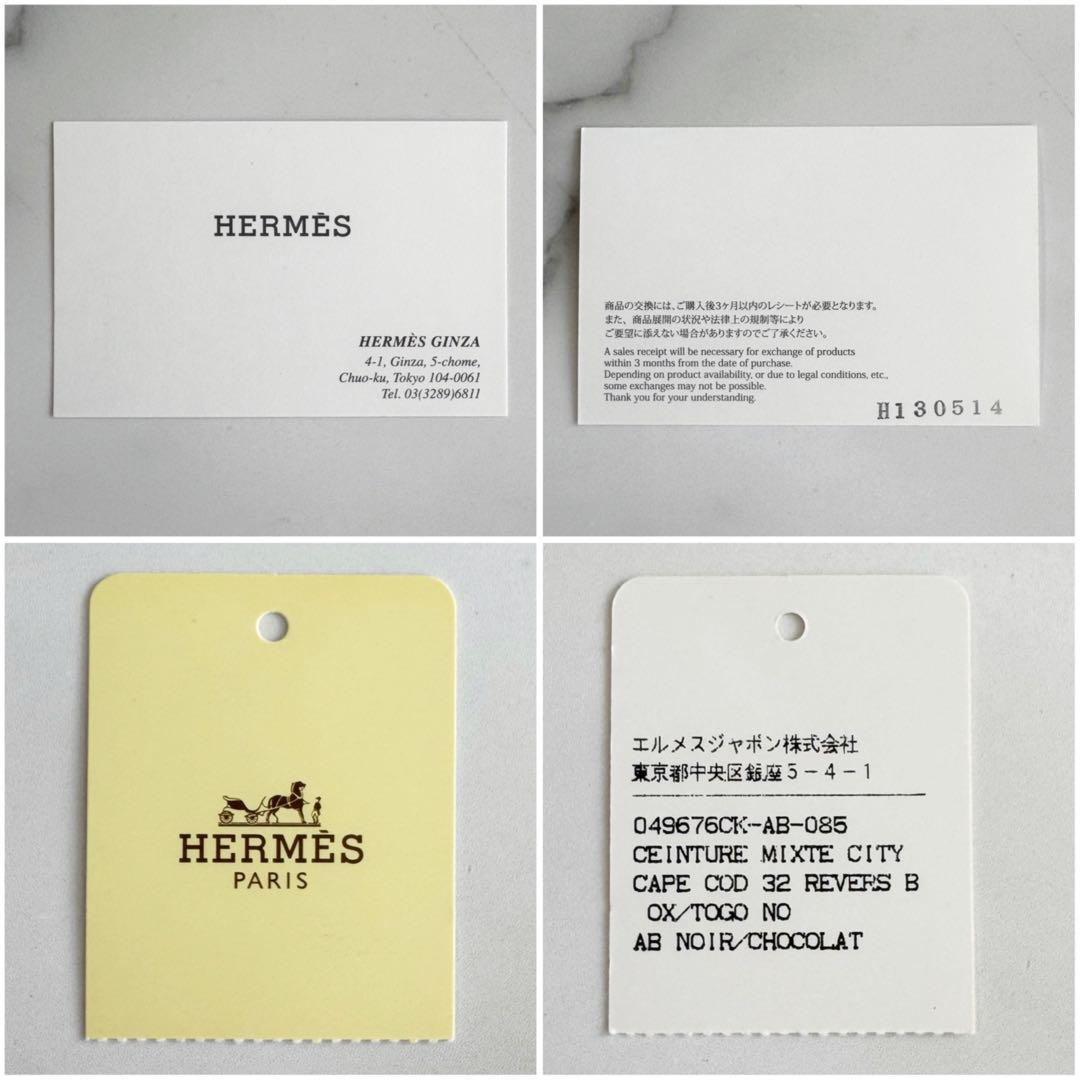 HERMÈS
HERMÈS GINZA
4-1, Ginza, 5-chome,
Chuo-ku, Tokyo 104-0061
Tel. 03(3289)6811
商品の交換には、ご購入後3ヶ月以内のレシートが必要となります。
また、商品展開の状況や法律上の規制等により
ご要望に添えない場合がありますのでご了承ください。
A sales receipt will be necessary for exchange of products
within 3 months from the date of purchase.
Depending on product availability, or due to legal conditions, etc.,
some exchanges may not be possible.
Thank you for your understanding.
H130514
HERMÈS
PARIS
エルメスジャポン株式会社
東京都中央区銀座5-4-1
049676CK-AB-085
CEINTURE MIXTE CITY
CAPE COD 32 REVERS B
OX/TOGO NO
AB NOIR/CHOCOLAT